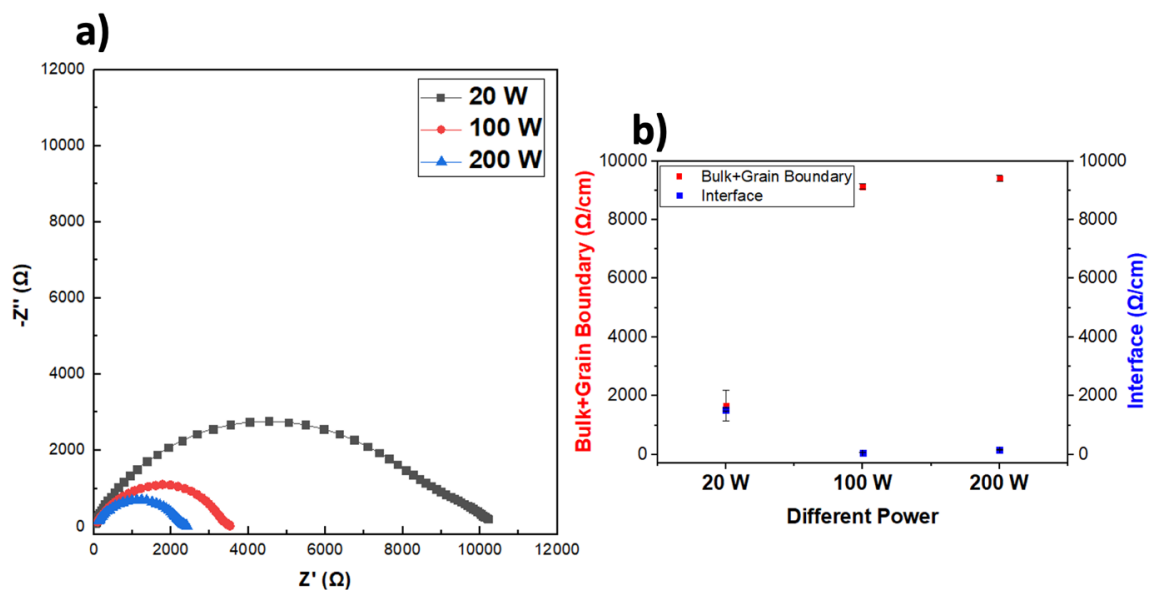 a)
12000
10000
8000
6000
4000
2000
0
-Z'' (Ω)
20 W
100 W
200 W
0
2000
4000
6000
8000
10000
12000
Z' (Ω)
b)
10000
8000
6000
4000
2000
0
Bulk+Grain Boundary (Ω/cm)
Bulk+Grain Boundary
Interface
10000
8000
6000
4000
2000
0
Interface (Ω/cm)
20 W
100 W
200 W
Different Power